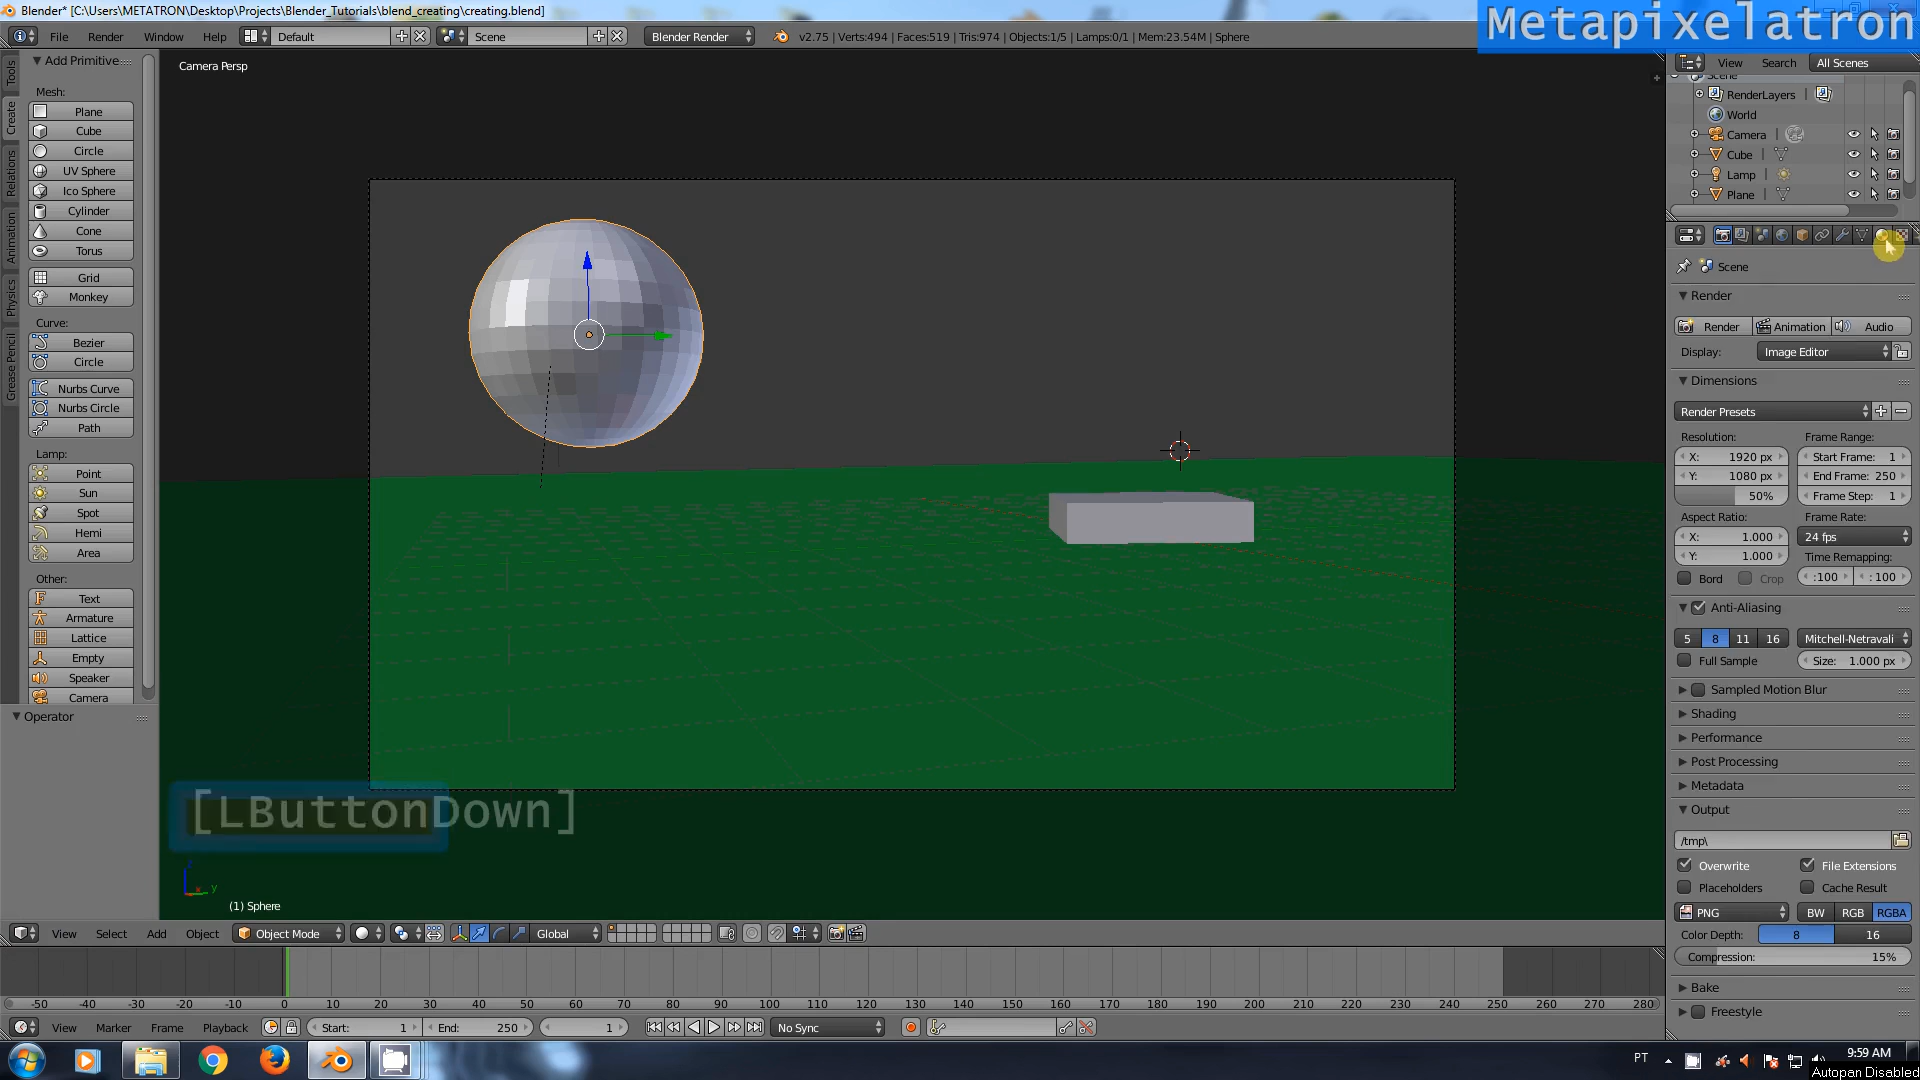 Blender* [C:\Users\METATRON\Desktop\Projects\Blender_Tutorials\blend_creating\creating.blend]
Metapixelatron
File Render Window Help Default Scene Blender Render v2.75 | Verts:494 | Faces:519 | Tris:974 | Objects:1/5 | Lamps:0/1 | Mem:23.54M | Sphere
Tools
Create
Relations
Animation
Physics
Grease Pencil
Add Primitive
Mesh:
Plane
Cube
Circle
UV Sphere
Ico Sphere
Cylinder
Cone
Torus
Grid
Monkey
Curve:
Bezier
Circle
Nurbs Curve
Nurbs Circle
Path
Lamp:
Point
Sun
Spot
Hemi
Area
Other:
Text
Armature
Lattice
Empty
Speaker
Camera
Operator
Camera Persp
[LButtonDown]
z
x
y
(1) Sphere
View Search All Scenes
Scene
RenderLayers
World
Camera
Cube
Lamp
Plane
Scene
Render
Render Animation Audio
Display: Image Editor
Dimensions
Render Presets
Resolution: Frame Range:
X: 1920 px Start Frame: 1
Y: 1080 px End Frame: 250
50% Frame Step: 1
Aspect Ratio: Frame Rate:
X: 1.000 24 fps
Y: 1.000 Time Remapping:
Bord Crop :100 : 100
Anti-Aliasing
5 8 11 16 Mitchell-Netravali
Full Sample Size: 1.000 px
Sampled Motion Blur
Shading
Performance
Post Processing
Metadata
Output
/tmp\
Overwrite File Extensions
Placeholders Cache Result
PNG BW RGB RGBA
Color Depth: 8 16
Compression: 15%
Bake
Freestyle
View Select Add Object Object Mode Global
-50 -40 -30 -20 -10 0 10 20 30 40 50 60 70 80 90 100 110 120 130 140 150 160 170 180 190 200 210 220 230 240 250 260 270 280
View Marker Frame Playback Start: 1 End: 250 1 No Sync
PT
9:59 AM
Autopan Disabled